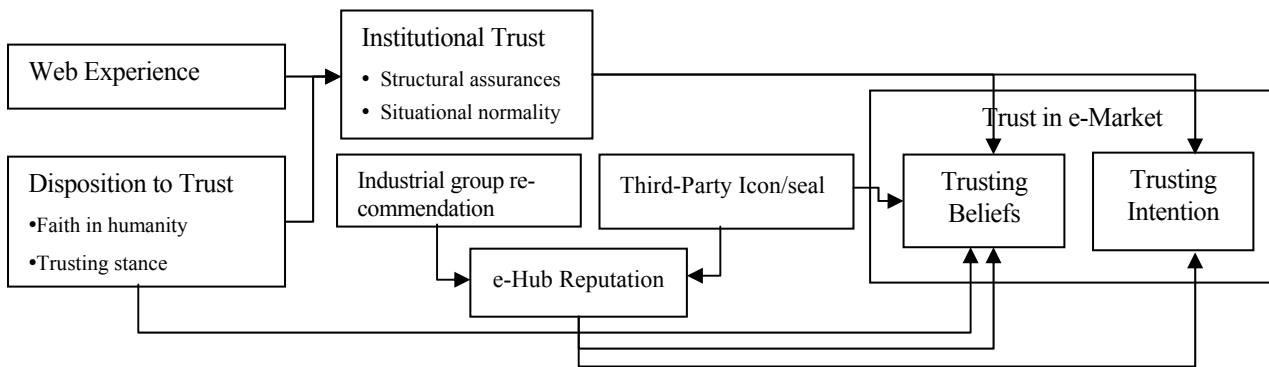 Institutional Trust
• Structural assurances
• Situational normality
Web Experience
Trust in e-Market
Disposition to Trust
•Faith in humanity
•Trusting stance
Industrial group re-
commendation
Third-Party Icon/seal
Trusting
Beliefs
Trusting
Intention
e-Hub Reputation